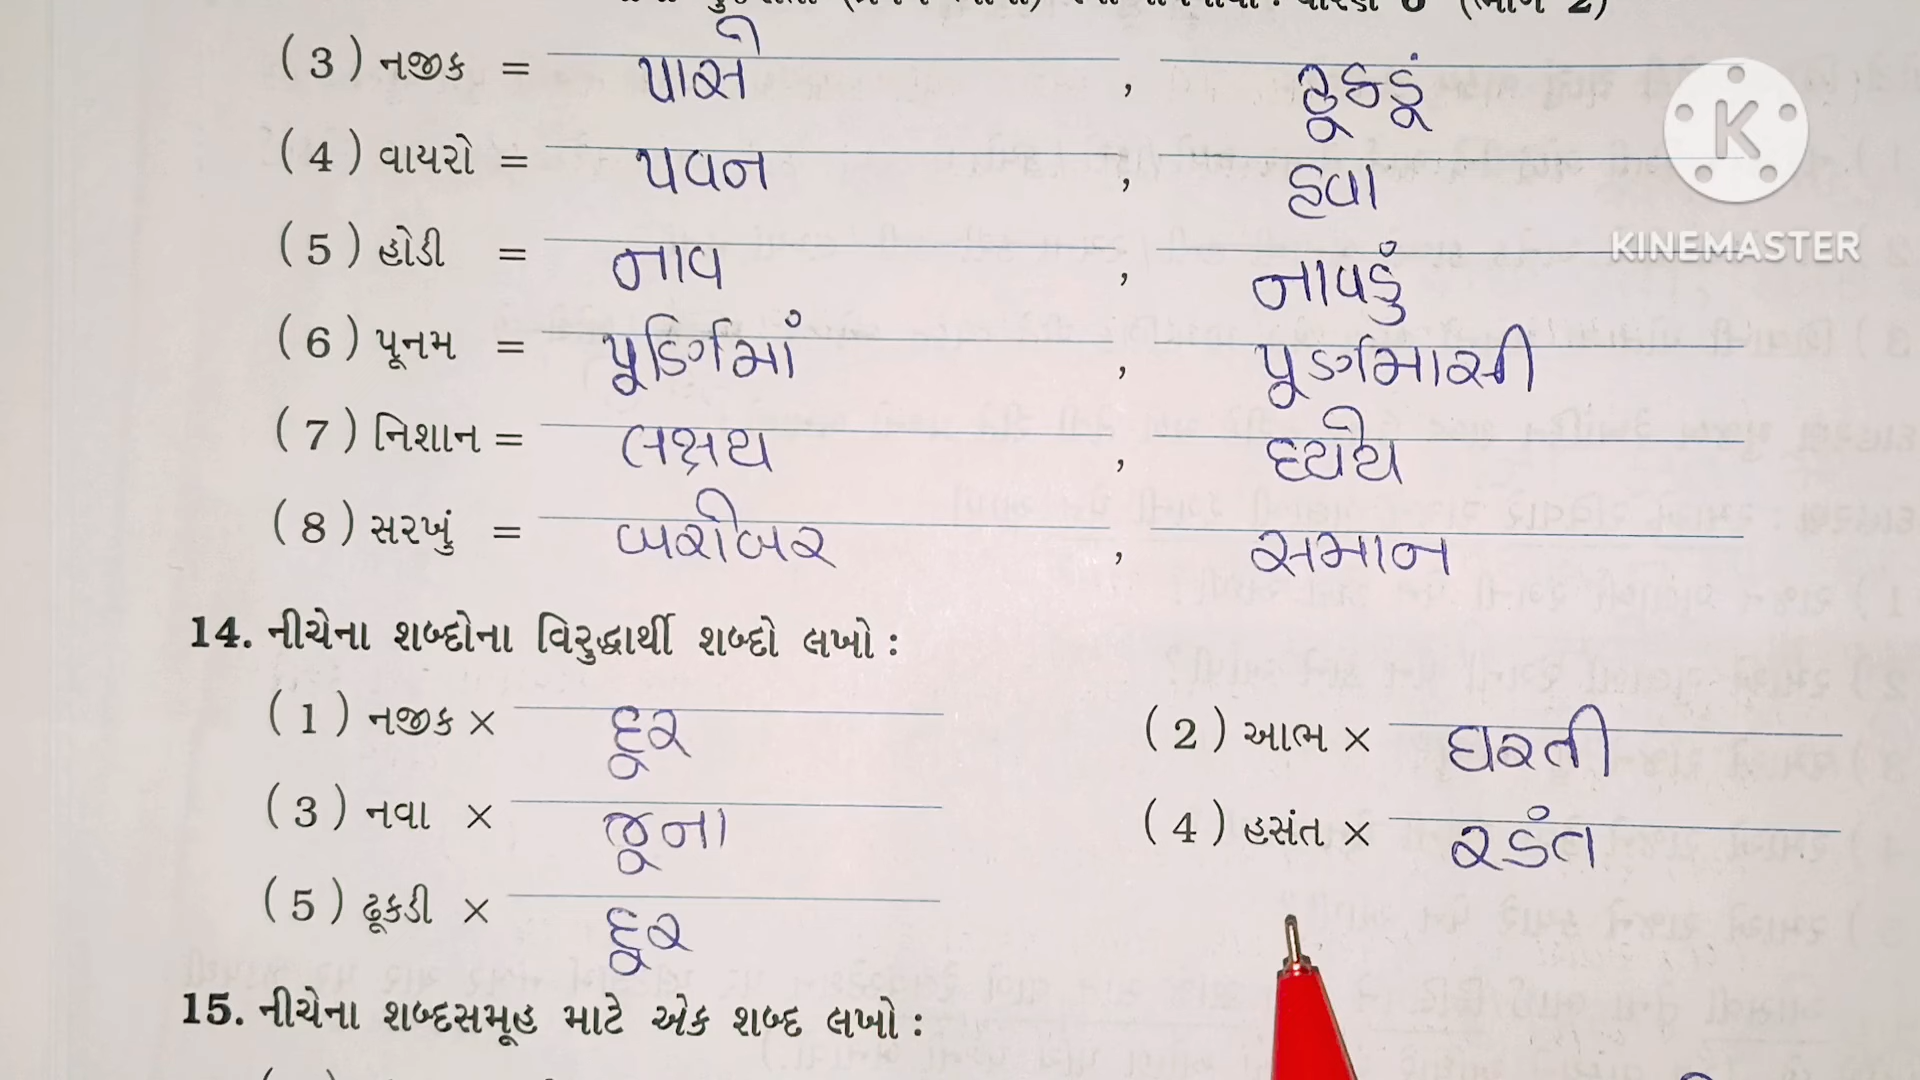 (3) નજીક = પાસે , ઢૂકડૂં
(4) વાયરો = પવન , હવા
(5) હોડી = નાવ , નાવડું
(6) પૂનમ = પૂર્ણિમાં , પૂર્ણમાસી
(7) નિશાન = લક્ષ્ય , ધ્યેય
(8) સરખું = બરોબર , સમાન
14. નીચેના શબ્દોના વિરુદ્ધાર્થી શબ્દો લખો :
(1) નજીક × દૂર (2) આભ × ધરતી
(3) નવા × જૂના (4) હસંત × રડંત
(5) ઢૂકડી × દૂર
15. નીચેના શબ્દસમૂહ માટે એક શબ્દ લખો :
K
KINEMASTER